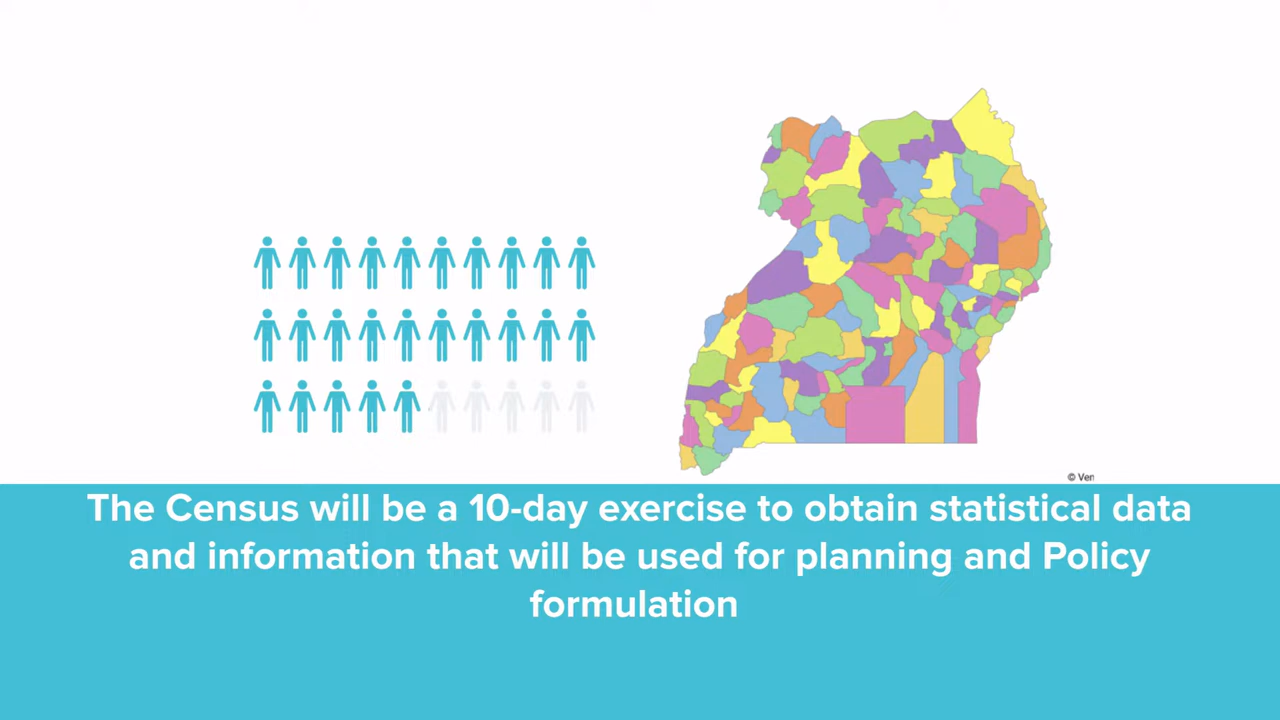 © Ven
The Census will be a 10-day exercise to obtain statistical data
and information that will be used for planning and Policy
formulation